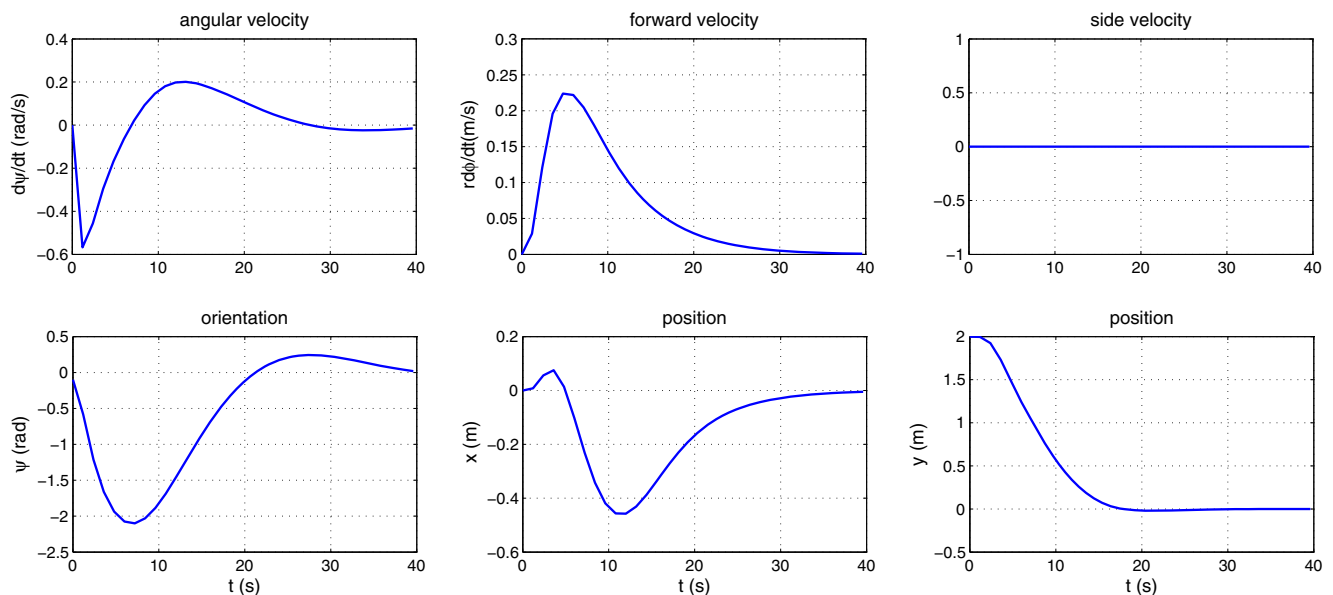 angular velocity
forward velocity
side velocity
0.4
0.2
0
−0.2
−0.4
−0.6
dψ/dt (rad/s)
0 10 20 30 40
0.3
0.25
0.2
0.15
0.1
0.05
0
rdϕ/dt(m/s)
0 10 20 30 40
1
0.5
0
−0.5
−1
0 10 20 30 40
orientation
position
position
0.5
0
−0.5
−1
−1.5
−2
−2.5
ψ (rad)
0 10 20 30 40
t (s)
0.2
0
−0.2
−0.4
−0.6
x (m)
0 10 20 30 40
t (s)
2
1.5
1
0.5
0
−0.5
y (m)
0 10 20 30 40
t (s)